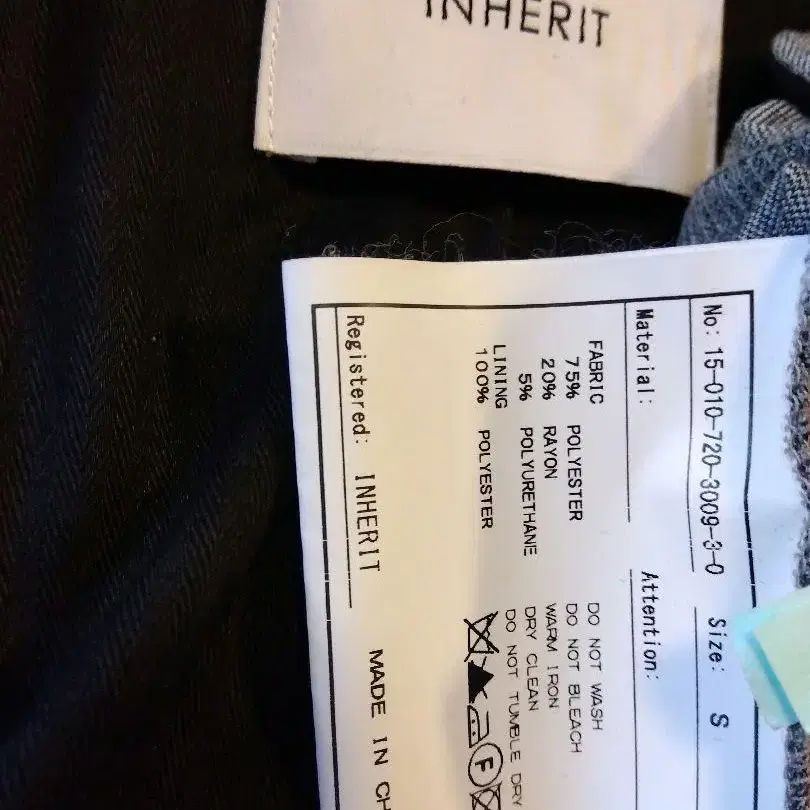 INHERIT
No: 15-010-720-3009-3-0 Size: S
Material:
FABRIC
75% POLYESTER
20% RAYON
5% POLYURETHANE
LINING
100% POLYESTER
Attention:
DO NOT WASH
DO NOT BLEACH
WARM IRON
DRY CLEAN
DO NOT TUMBLE DRY
F
Registered: INHERIT
MADE IN CH